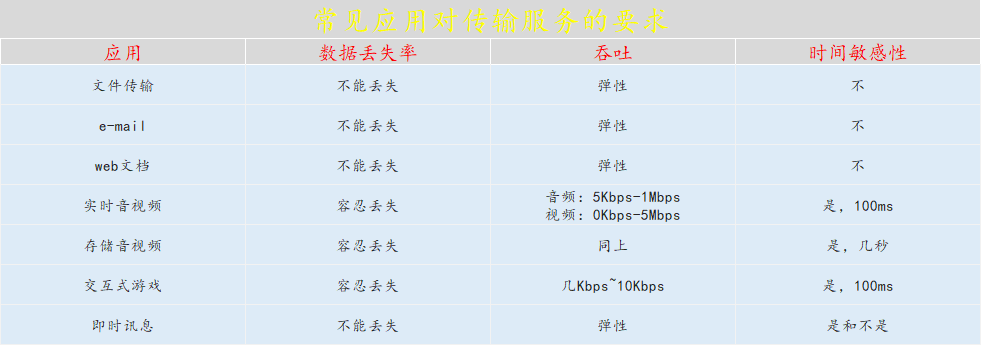 常见应用对传输服务的要求
应用 数据丢失率 吞吐 时间敏感性
文件传输 不能丢失 弹性 不
e-mail 不能丢失 弹性 不
web文档 不能丢失 弹性 不
实时音视频 容忍丢失 音频：5Kbps-1Mbps 是，100ms
视频：0Kbps-5Mbps
存储音视频 容忍丢失 同上 是，几秒
交互式游戏 容忍丢失 几Kbps~10Kbps 是，100ms
即时讯息 不能丢失 弹性 是和不是